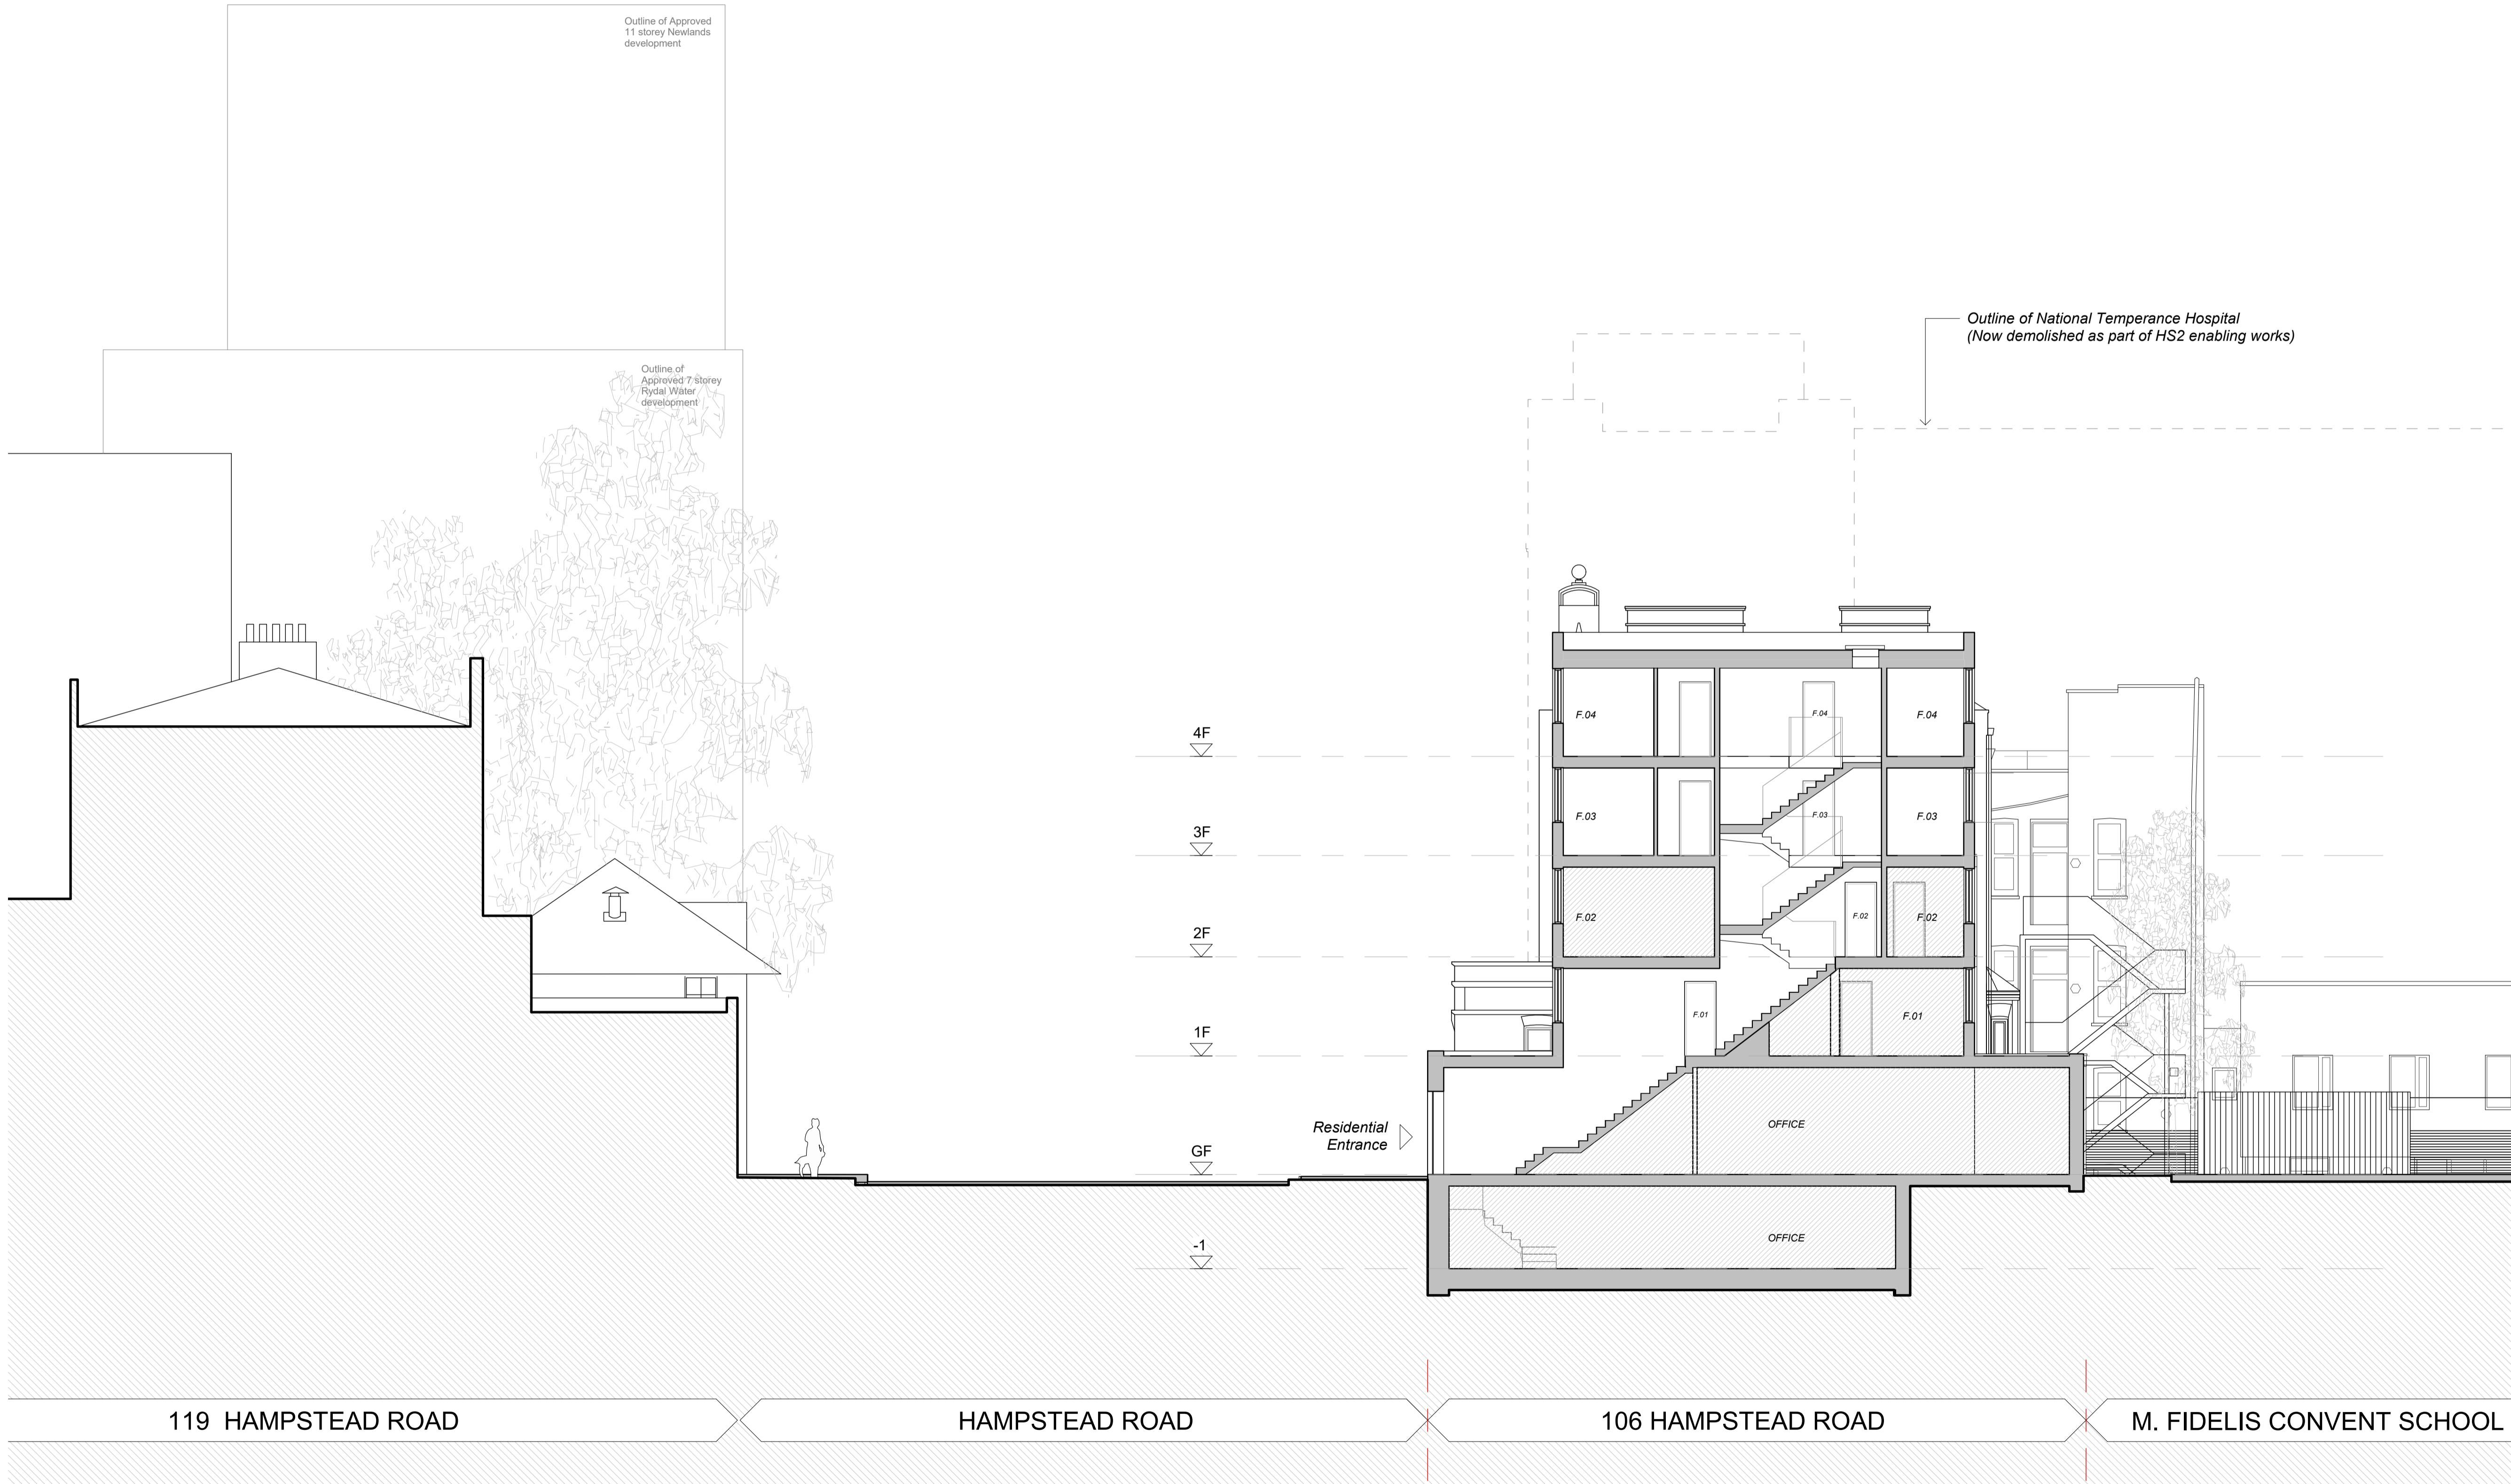 Outline of Approved
11 storey Newlands
development
Outline of National Temperance Hospital
(Now demolished as part of HS2 enabling works)
Outline of
Approved 7 storey
Rydal Water
development
4F
F.04
F.04
F.04
3F
F.03
F.03
F.03
2F
F.02
F.02
F.02
1F
F.01
F.01
GF
Residential
Entrance
OFFICE
-1
OFFICE
119 HAMPSTEAD ROAD
HAMPSTEAD ROAD
106 HAMPSTEAD ROAD
M. FIDELIS CONVENT SCHOOL